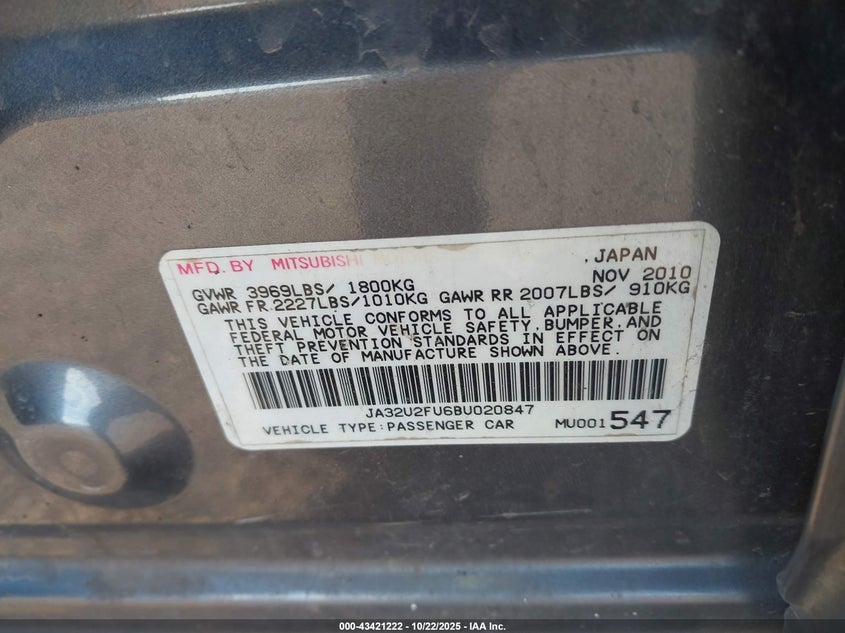 MFD. BY MITSUBISHI , JAPAN
NOV 2010
GVWR 3969LBS/ 1800KG
GAWR FR 2227LBS/1010KG GAWR RR 2007LBS/ 910KG
THIS VEHICLE CONFORMS TO ALL APPLICABLE
FEDERAL MOTOR VEHICLE SAFETY, BUMPER, AND
THEFT PREVENTION STANDARDS IN EFFECT ON
THE DATE OF MANUFACTURE SHOWN ABOVE.
JA32U2FU6BU020847
VEHICLE TYPE:PASSENGER CAR MU001547
000-43421222 - 10/22/2025 - IAA Inc.